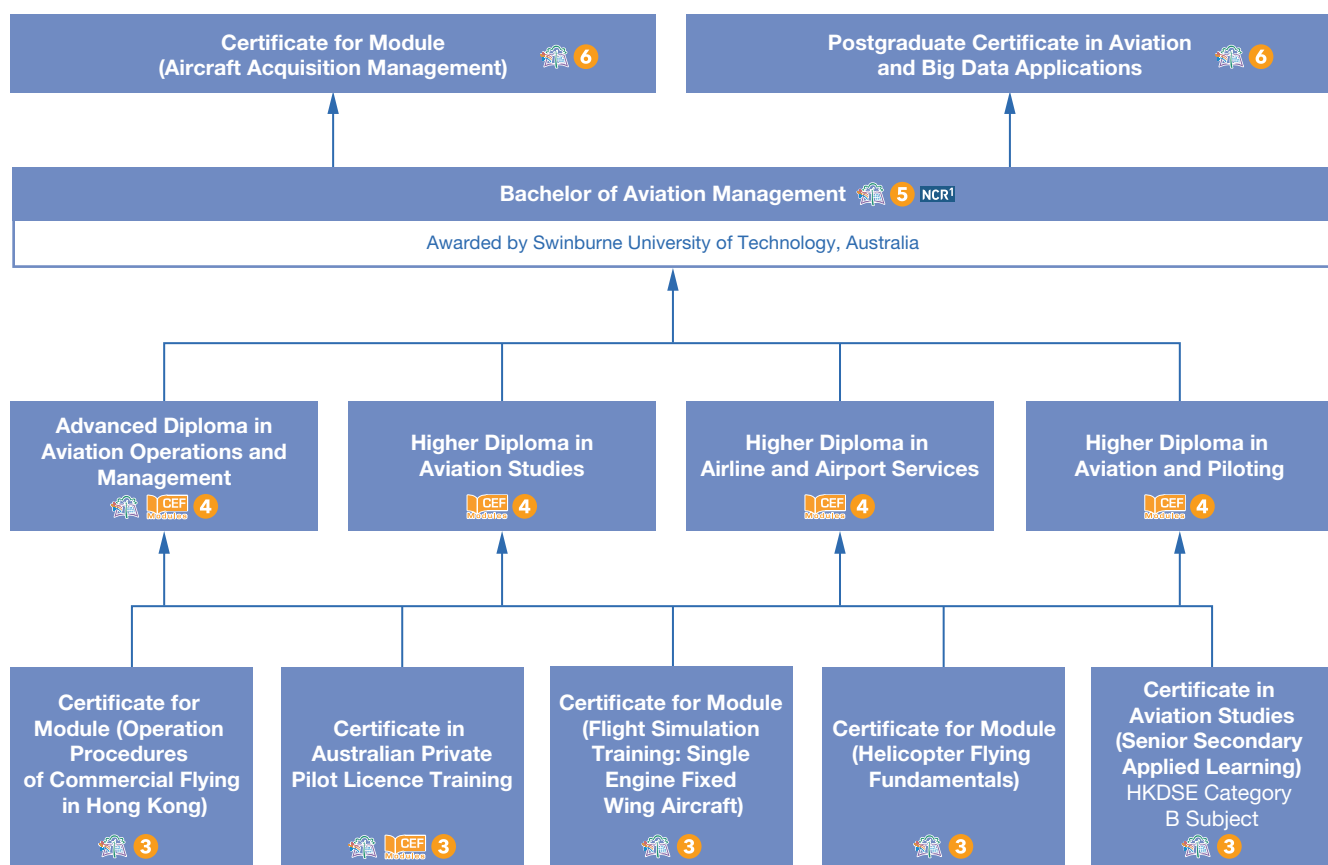 Certificate for Module
(Aircraft Acquisition Management)
6
Postgraduate Certificate in Aviation
and Big Data Applications
6
Bachelor of Aviation Management 5 NCR1
Awarded by Swinburne University of Technology, Australia
Advanced Diploma in
Aviation Operations and
Management
CEF
Modules
4
Higher Diploma in
Aviation Studies
CEF
Modules
4
Higher Diploma in
Airline and Airport Services
CEF
Modules
4
Higher Diploma in
Aviation and Piloting
CEF
Modules
4
Certificate for
Module (Operation
Procedures
of Commercial Flying
in Hong Kong)
3
Certificate in
Australian Private
Pilot Licence Training
CEF
Modules
3
Certificate for Module
(Flight Simulation
Training: Single
Engine Fixed
Wing Aircraft)
3
Certificate for Module
(Helicopter Flying
Fundamentals)
3
Certificate in
Aviation Studies
(Senior Secondary
Applied Learning)
HKDSE Category
B Subject
3